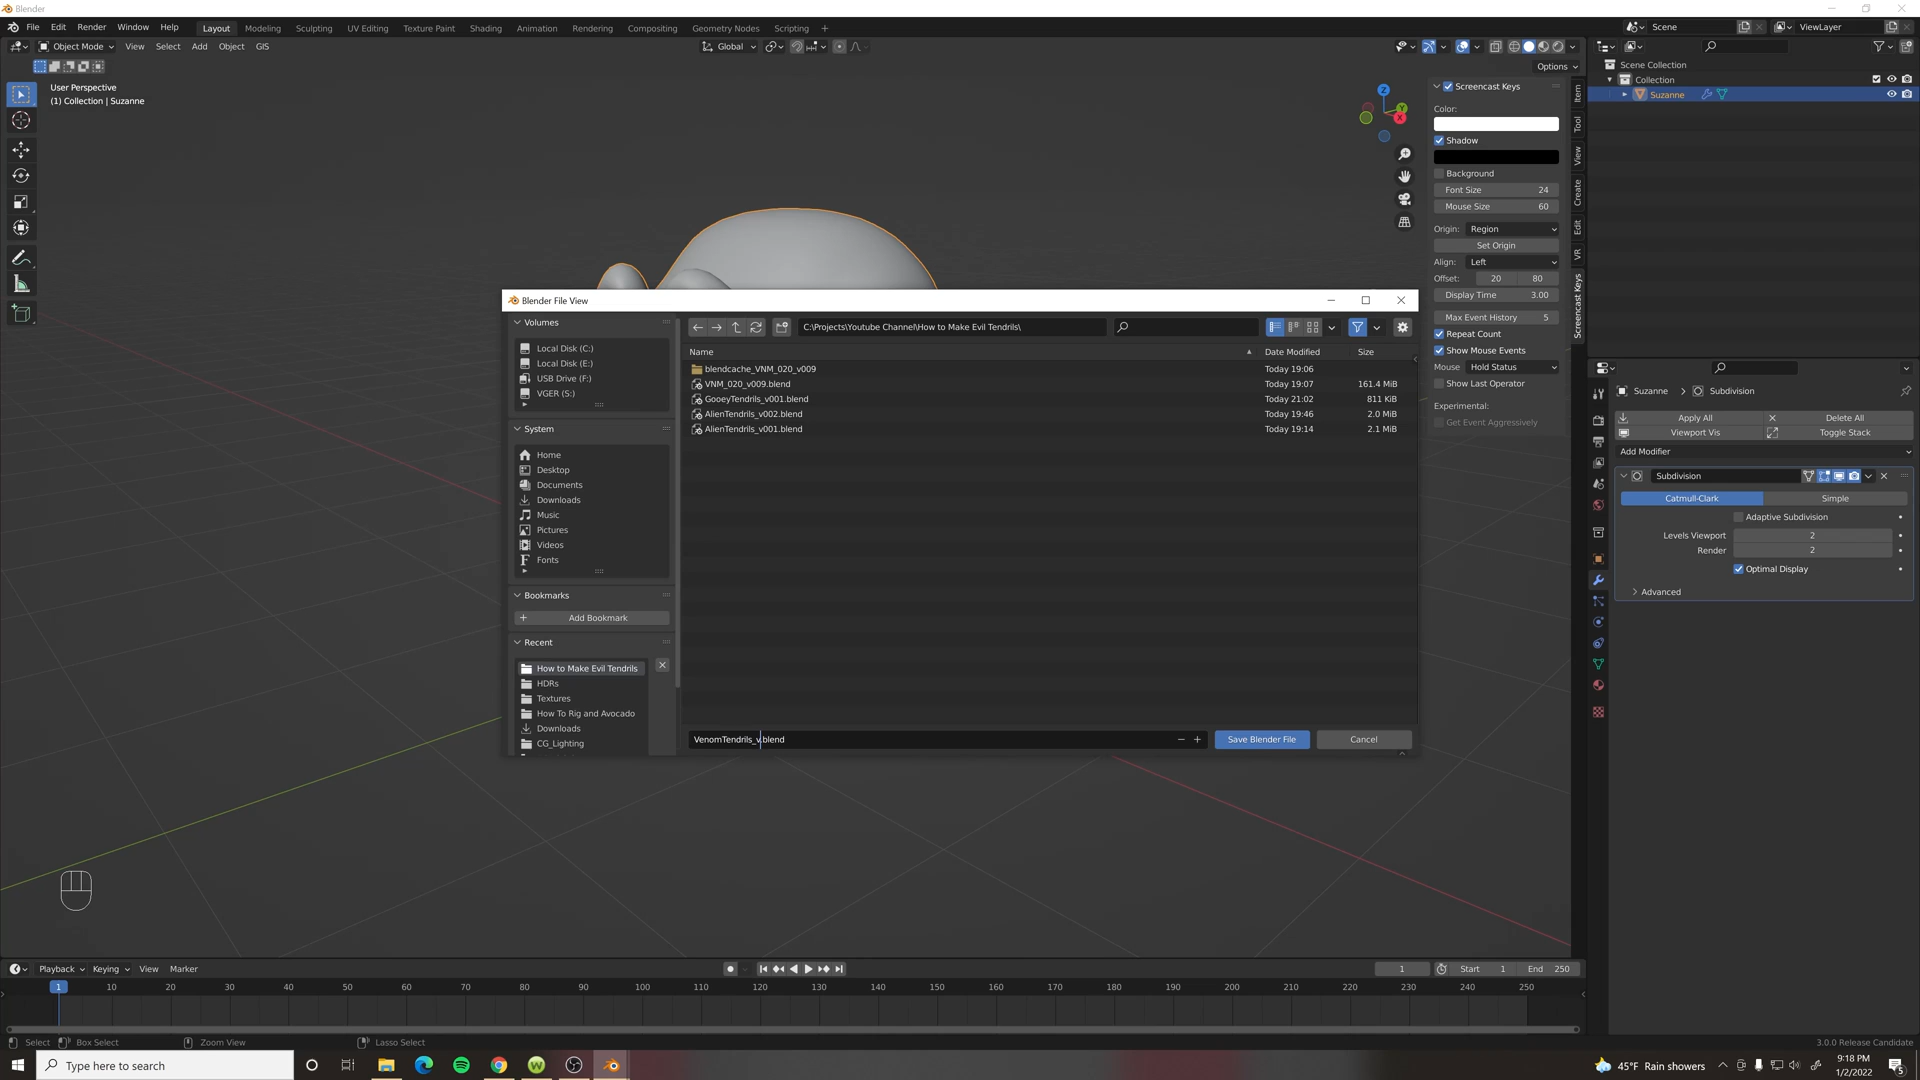 Blender
File Edit Render Window Help Layout Modeling Sculpting UV Editing Texture Paint Shading Animation Rendering Compositing Geometry Nodes Scripting + Scene ViewLayer
Object Mode View Select Add Object GIS Global
Options
User Perspective
(1) Collection | Suzanne
Z
Y
X
Screencast Keys
Color:
Shadow
Background
Font Size 24
Mouse Size 60
Origin: Region
Set Origin
Align: Left
Offset: 20 80
Display Time 3.00
Max Event History 5
Repeat Count
Show Mouse Events
Mouse Hold Status
Show Last Operator
Experimental:
Get Event Aggressively
Item
Tool
View
Create
Edit
VR
Screencast Keys
Scene Collection
Collection
Suzanne
Suzanne > Subdivision
Apply All Delete All
Viewport Vis Toggle Stack
Add Modifier
Subdivision
Catmull-Clark Simple
Adaptive Subdivision
Levels Viewport 2
Render 2
Optimal Display
Advanced
Blender File View
Volumes
Local Disk (C:)
Local Disk (E:)
USB Drive (F:)
VGER (S:)
System
Home
Desktop
Documents
Downloads
Music
Pictures
Videos
Fonts
Bookmarks
+ Add Bookmark
Recent
How to Make Evil Tendrils
HDRs
Textures
How To Rig and Avocado
Downloads
CG_Lighting
C:\Projects\Youtube Channel\How to Make Evil Tendrils\
Name Date Modified Size
blendcache_VNM_020_v009 Today 19:06
VNM_020_v009.blend Today 19:07 161.4 MiB
GooeyTendrils_v001.blend Today 21:02 811 KiB
AlienTendrils_v002.blend Today 19:46 2.0 MiB
AlienTendrils_v001.blend Today 19:14 2.1 MiB
VenomTendrils_v.blend Save Blender File Cancel
Playback Keying View Marker 1 Start 1 End 250
1 10 20 30 40 50 60 70 80 90 100 110 120 130 140 150 160 170 180 190 200 210 220 230 240 250
Select Box Select Zoom View Lasso Select 3.0.0 Release Candidate
Type here to search 45°F Rain showers 9:18 PM
1/2/2022
5